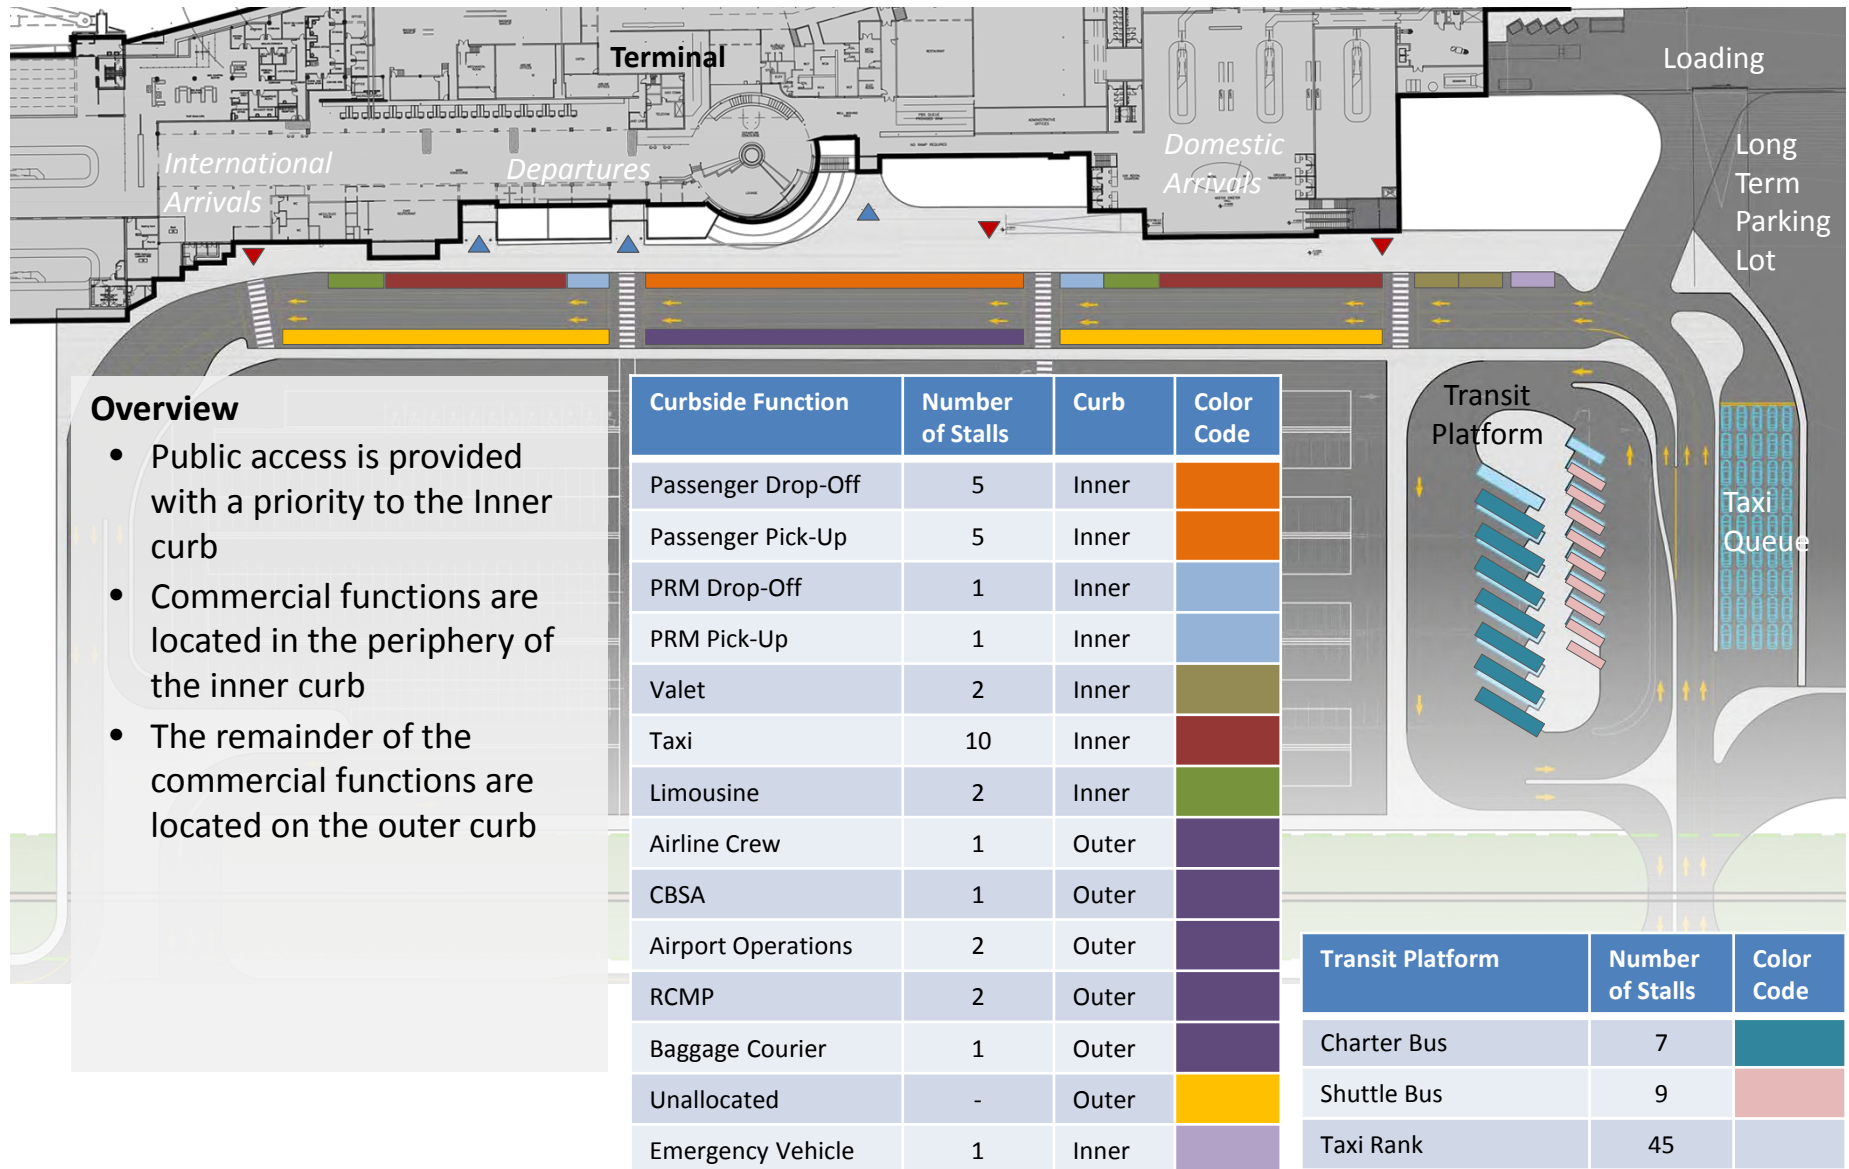 Terminal
Loading
International
Arrivals
Departures
Domestic
Arrivals
Long
Term
Parking
Lot
Overview
• Public access is provided
with a priority to the Inner
curb
• Commercial functions are
located in the periphery of
the inner curb
• The remainder of the
commercial functions are
located on the outer curb
Curbside Function Number of Stalls Curb Color Code
Passenger Drop-Off 5 Inner
Passenger Pick-Up 5 Inner
PRM Drop-Off 1 Inner
PRM Pick-Up 1 Inner
Valet 2 Inner
Taxi 10 Inner
Limousine 2 Inner
Airline Crew 1 Outer
CBSA 1 Outer
Airport Operations 2 Outer
RCMP 2 Outer
Baggage Courier 1 Outer
Unallocated - Outer
Emergency Vehicle 1 Inner
Transit
Platform
Taxi
Queue
Transit Platform Number of Stalls Color Code
Charter Bus 7
Shuttle Bus 9
Taxi Rank 45